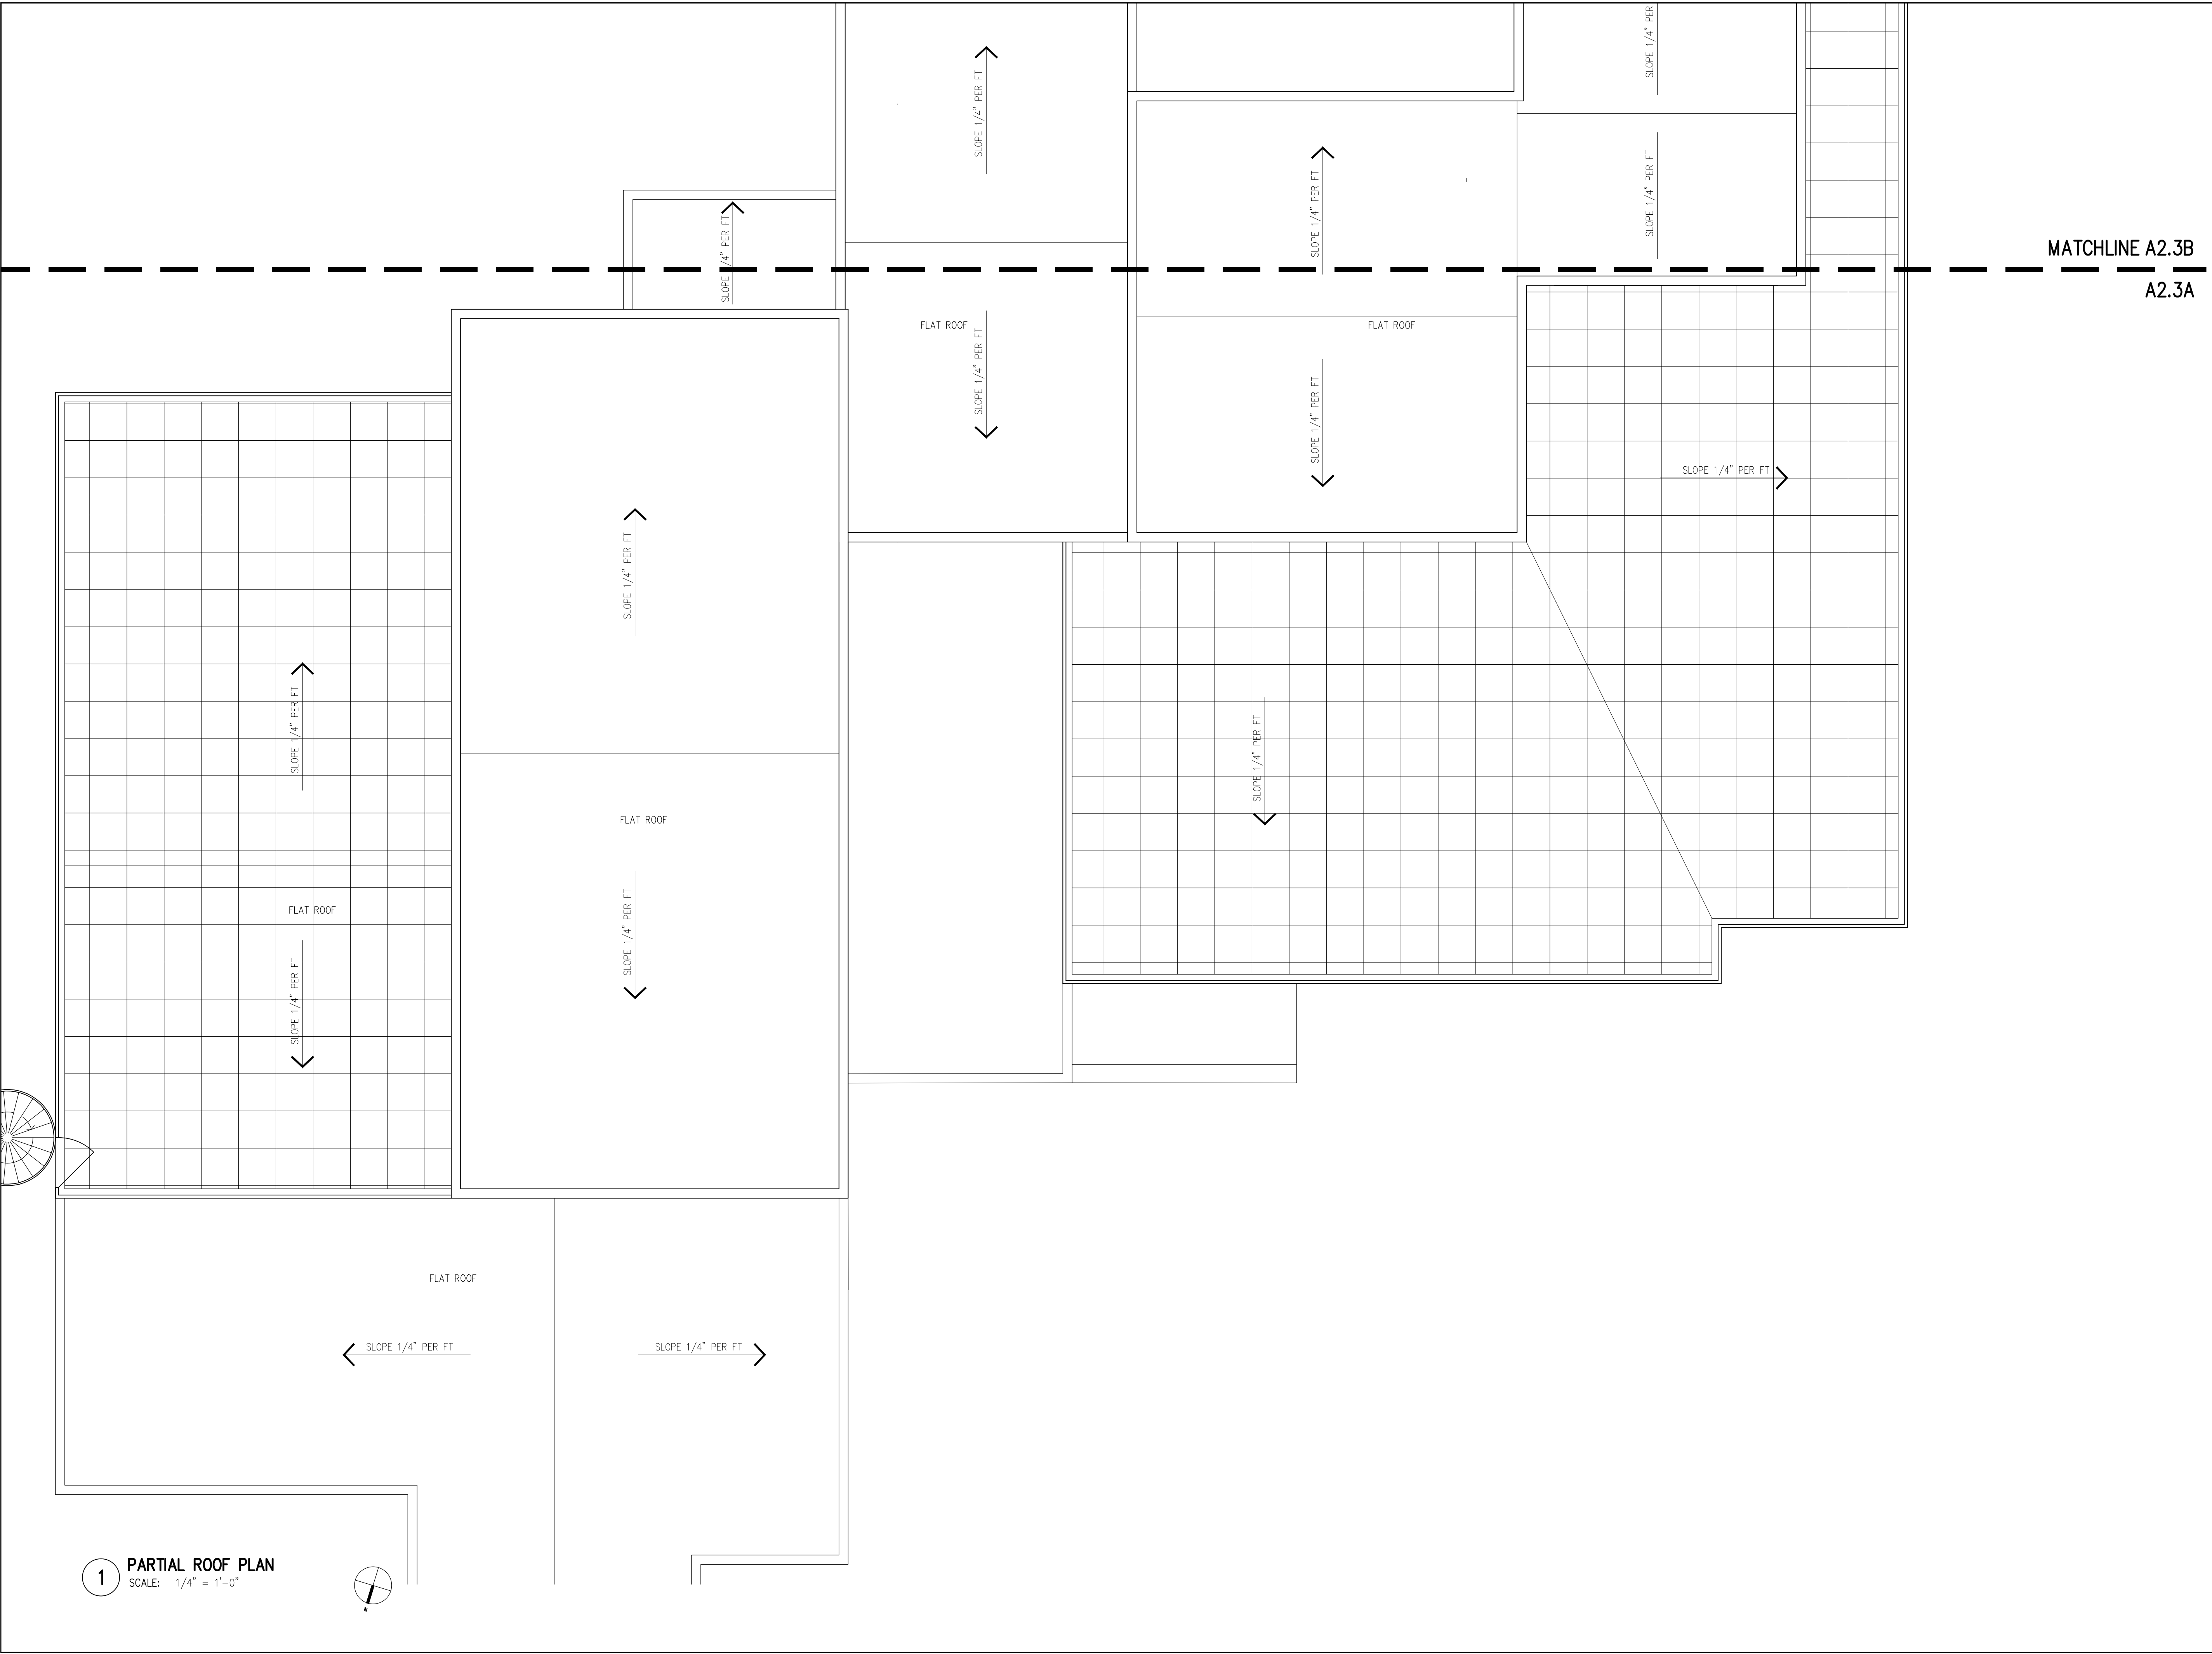 SLOPE 1/4" PER FT
SLOPE 1/4" PER
SLOPE 1/4" PER FT
SLOPE 1/4" PER FT
SLOPE 1/4" PER FT
MATCHLINE A2.3B
A2.3A
FLAT ROOF
FLAT ROOF
SLOPE 1/4" PER FT
SLOPE 1/4" PER FT
SLOPE 1/4" PER FT
SLOPE 1/4" PER FT
SLOPE 1/4" PER FT
SLOPE 1/4" PER FT
FLAT ROOF
FLAT ROOF
SLOPE 1/4" PER FT
SLOPE 1/4" PER FT
FLAT ROOF
SLOPE 1/4" PER FT
SLOPE 1/4" PER FT
1
PARTIAL ROOF PLAN
SCALE: 1/4" = 1'-0"
N